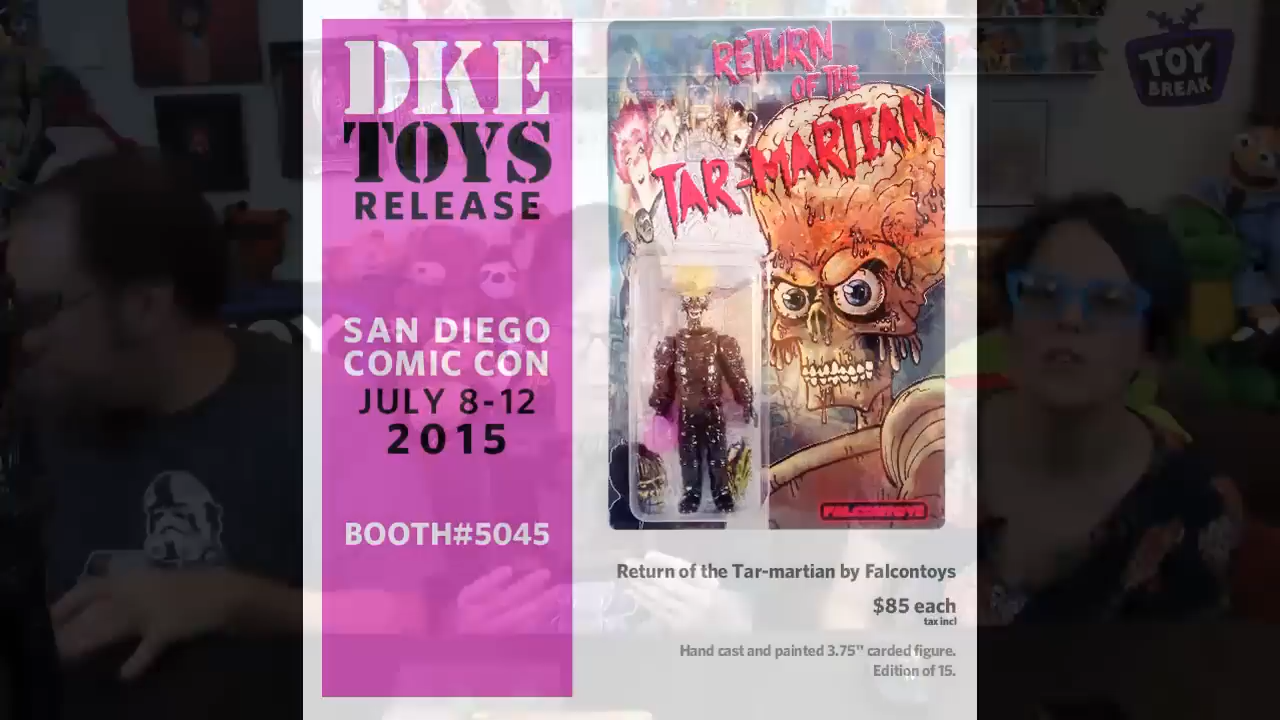 DKE
TOYS
RELEASE
SAN DIEGO
COMIC CON
JULY 8-12
2015
BOOTH#5045
RETURN
OF THE
TAR-MARTIAN
FALCONTOYS
Return of the Tar-martian by Falcontoys
$85 each
tax incl
Hand cast and painted 3.75" carded figure.
Edition of 15.
TOY
BREAK